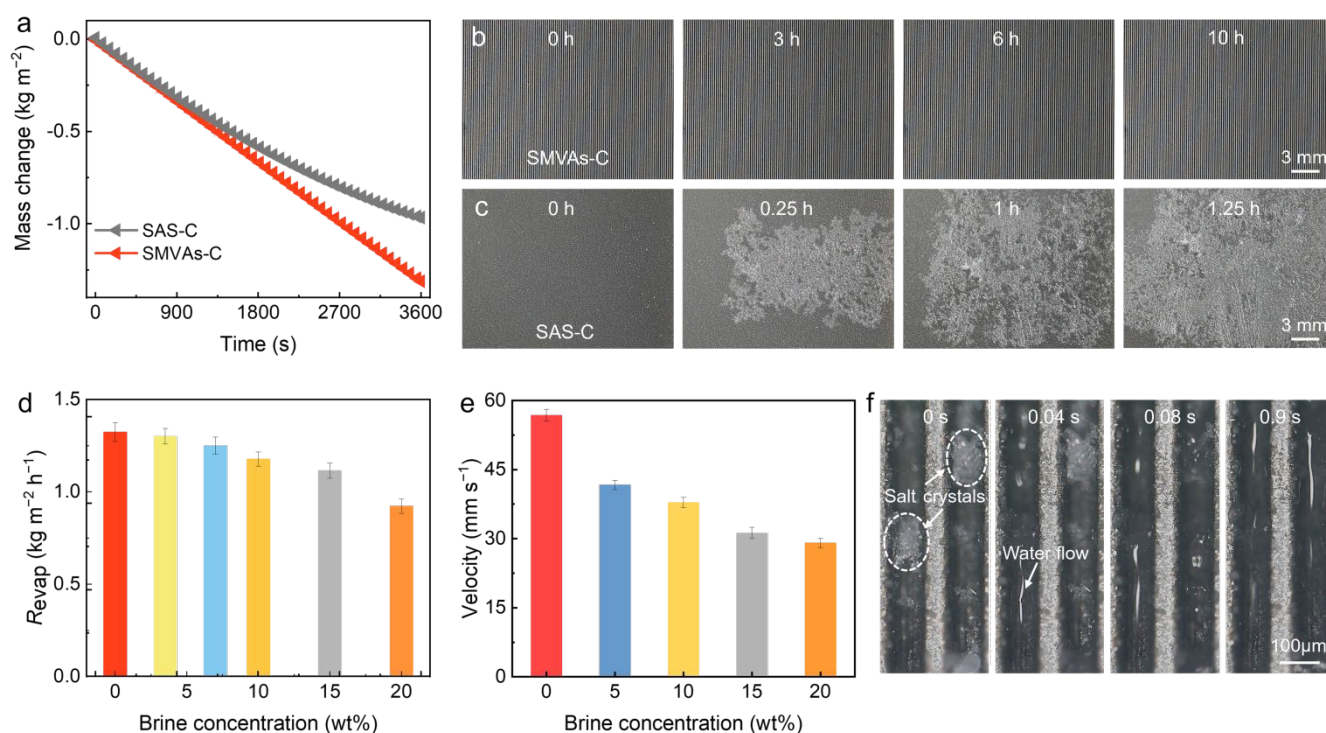 a
0.0
-0.5
-1.0
Mass change (kg m⁻²)
SAS-C
SMVAs-C
0 900 1800 2700 3600
Time (s)
b
0 h
3 h
6 h
10 h
SMVAs-C
3 mm
c
0 h
0.25 h
1 h
1.25 h
SAS-C
3 mm
d
1.5
1.0
0.5
0.0
Revap (kg m⁻² h⁻¹)
0 5 10 15 20
Brine concentration (wt%)
e
60
45
30
15
0
Velocity (mm s⁻¹)
0 5 10 15 20
Brine concentration (wt%)
f
0 s
0.04 s
0.08 s
0.9 s
Salt crystals
Water flow
100μm